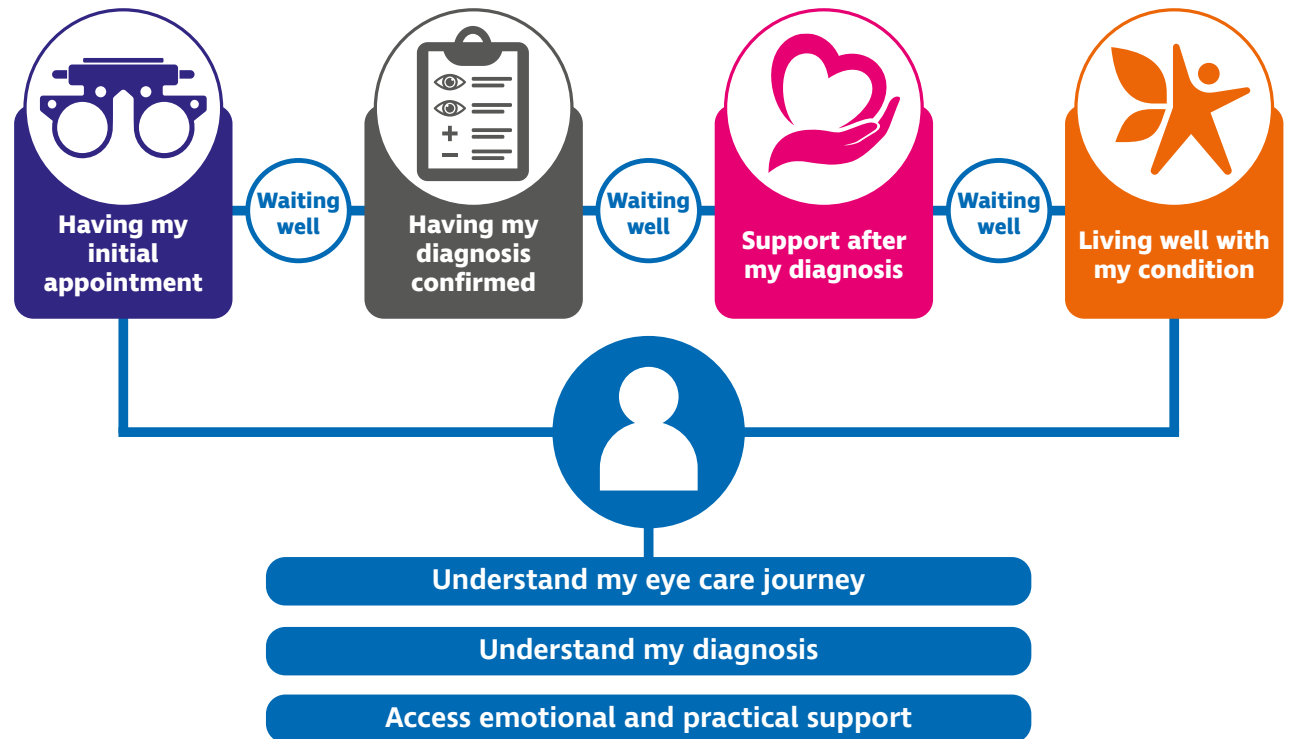 Having my
initial
appointment
Waiting
well
Having my
diagnosis
confirmed
Waiting
well
Support after
my diagnosis
Waiting
well
Living well with
my condition
Understand my eye care journey
Understand my diagnosis
Access emotional and practical support